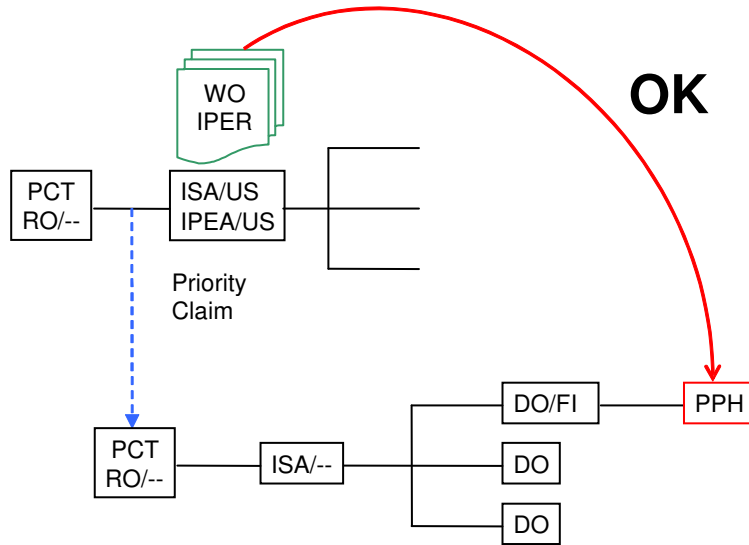 WO
IPER
OK
PCT
RO/--
ISA/US
IPEA/US
Priority
Claim
DO/FI
PPH
PCT
RO/--
ISA/--
DO
DO